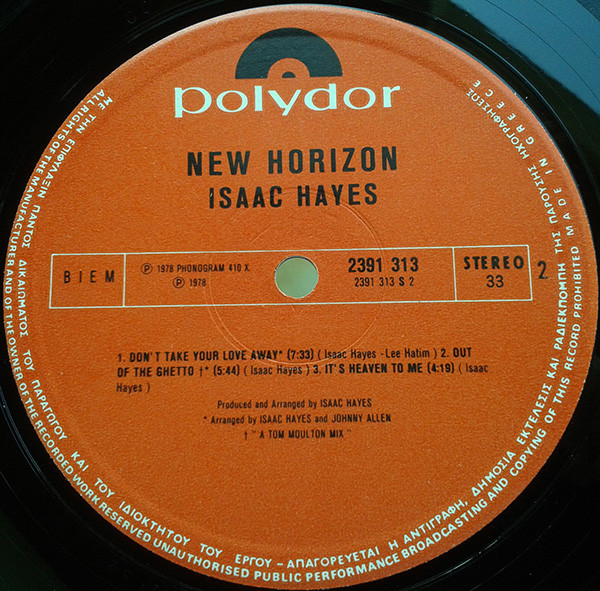 polydor
NEW HORIZON
ISAAC HAYES
BIEM
℗ 1978 PHONOGRAM 410 X.
℗ 1978
2391 313
2391 313 S 2
STEREO
33
2
1. DON'T TAKE YOUR LOVE AWAY* (7:33) ( Isaac Hayes -Lee Hatim ) 2. OUT
OF THE GHETTO †* (5:44) ( Isaac Hayes ) 3. IT'S HEAVEN TO ME (4:19) ( Isaac
Hayes )
Produced and Arranged by ISAAC HAYES
* Arranged by ISAAC HAYES and JOHNNY ALLEN
† " A TOM MOULTON MIX "
ΜΕ ΤΗΝ ΕΠΙΦΥΛΑΞΙΝ ΠΑΝΤΟΣ ΔΙΚΑΙΩΜΑΤΟΣ ΤΟΥ ΠΑΡΑΓΩΓΟΥ ΚΑΙ ΤΟΥ ΙΔΙΟΚΤΗΤΟΥ ΤΟΥ ΕΡΓΟΥ - ΑΠΑΓΟΡΕΥΕΤΑΙ Η ΑΝΤΙΓΡΑΦΗ, ΔΗΜΟΣΙΑ ΕΚΤΕΛΕΣΙΣ ΚΑΙ ΡΑΔΙΕΚΠΟΜΠΗ ΤΗΣ ΠΑΡΟΥΣΗΣ ΗΧΟΓΡΑΦΗΣΕΩΣ
ALL RIGHTS OF THE MANUFACTURER AND OF THE OWNER OF THE RECORDED WORK RESERVED UNAUTHORISED PUBLIC PERFORMANCE BROADCASTING AND COPYING OF THIS RECORD PROHIBITED MADE IN GREECE